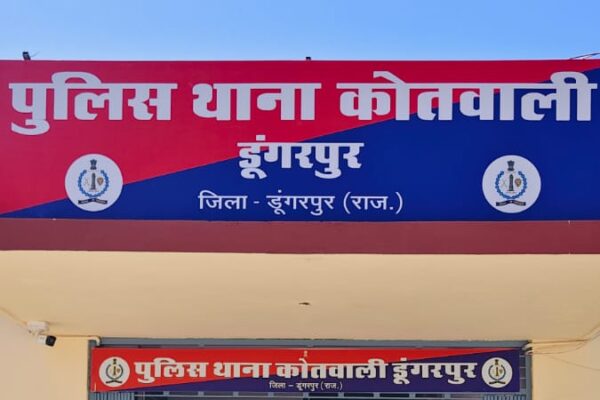 पुलिस थाना कोतवाली
डूंगरपुर
जिला - डूंगरपुर (राज.)
पुलिस थाना कोतवाली डूंगरपुर
जिला - डूंगरपुर (राज.)